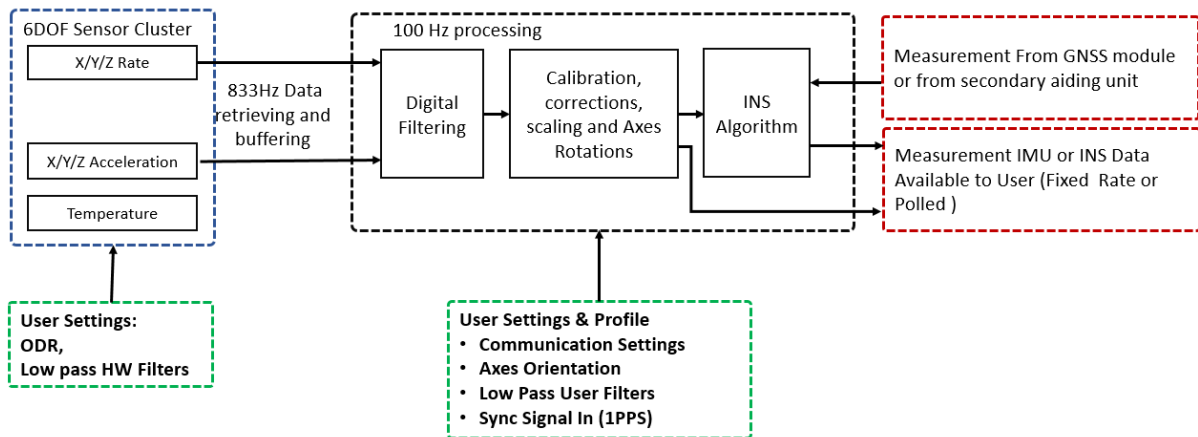 6DOF Sensor Cluster
X/Y/Z Rate
X/Y/Z Acceleration
Temperature
833Hz Data
retrieving and
buffering
100 Hz processing
Digital
Filtering
Calibration,
corrections,
scaling and Axes
Rotations
INS
Algorithm
Measurement From GNSS module
or from secondary aiding unit
Measurement IMU or INS Data
Available to User (Fixed Rate or
Polled )
User Settings:
ODR,
Low pass HW Filters
User Settings & Profile
• Communication Settings
• Axes Orientation
• Low Pass User Filters
• Sync Signal In (1PPS)